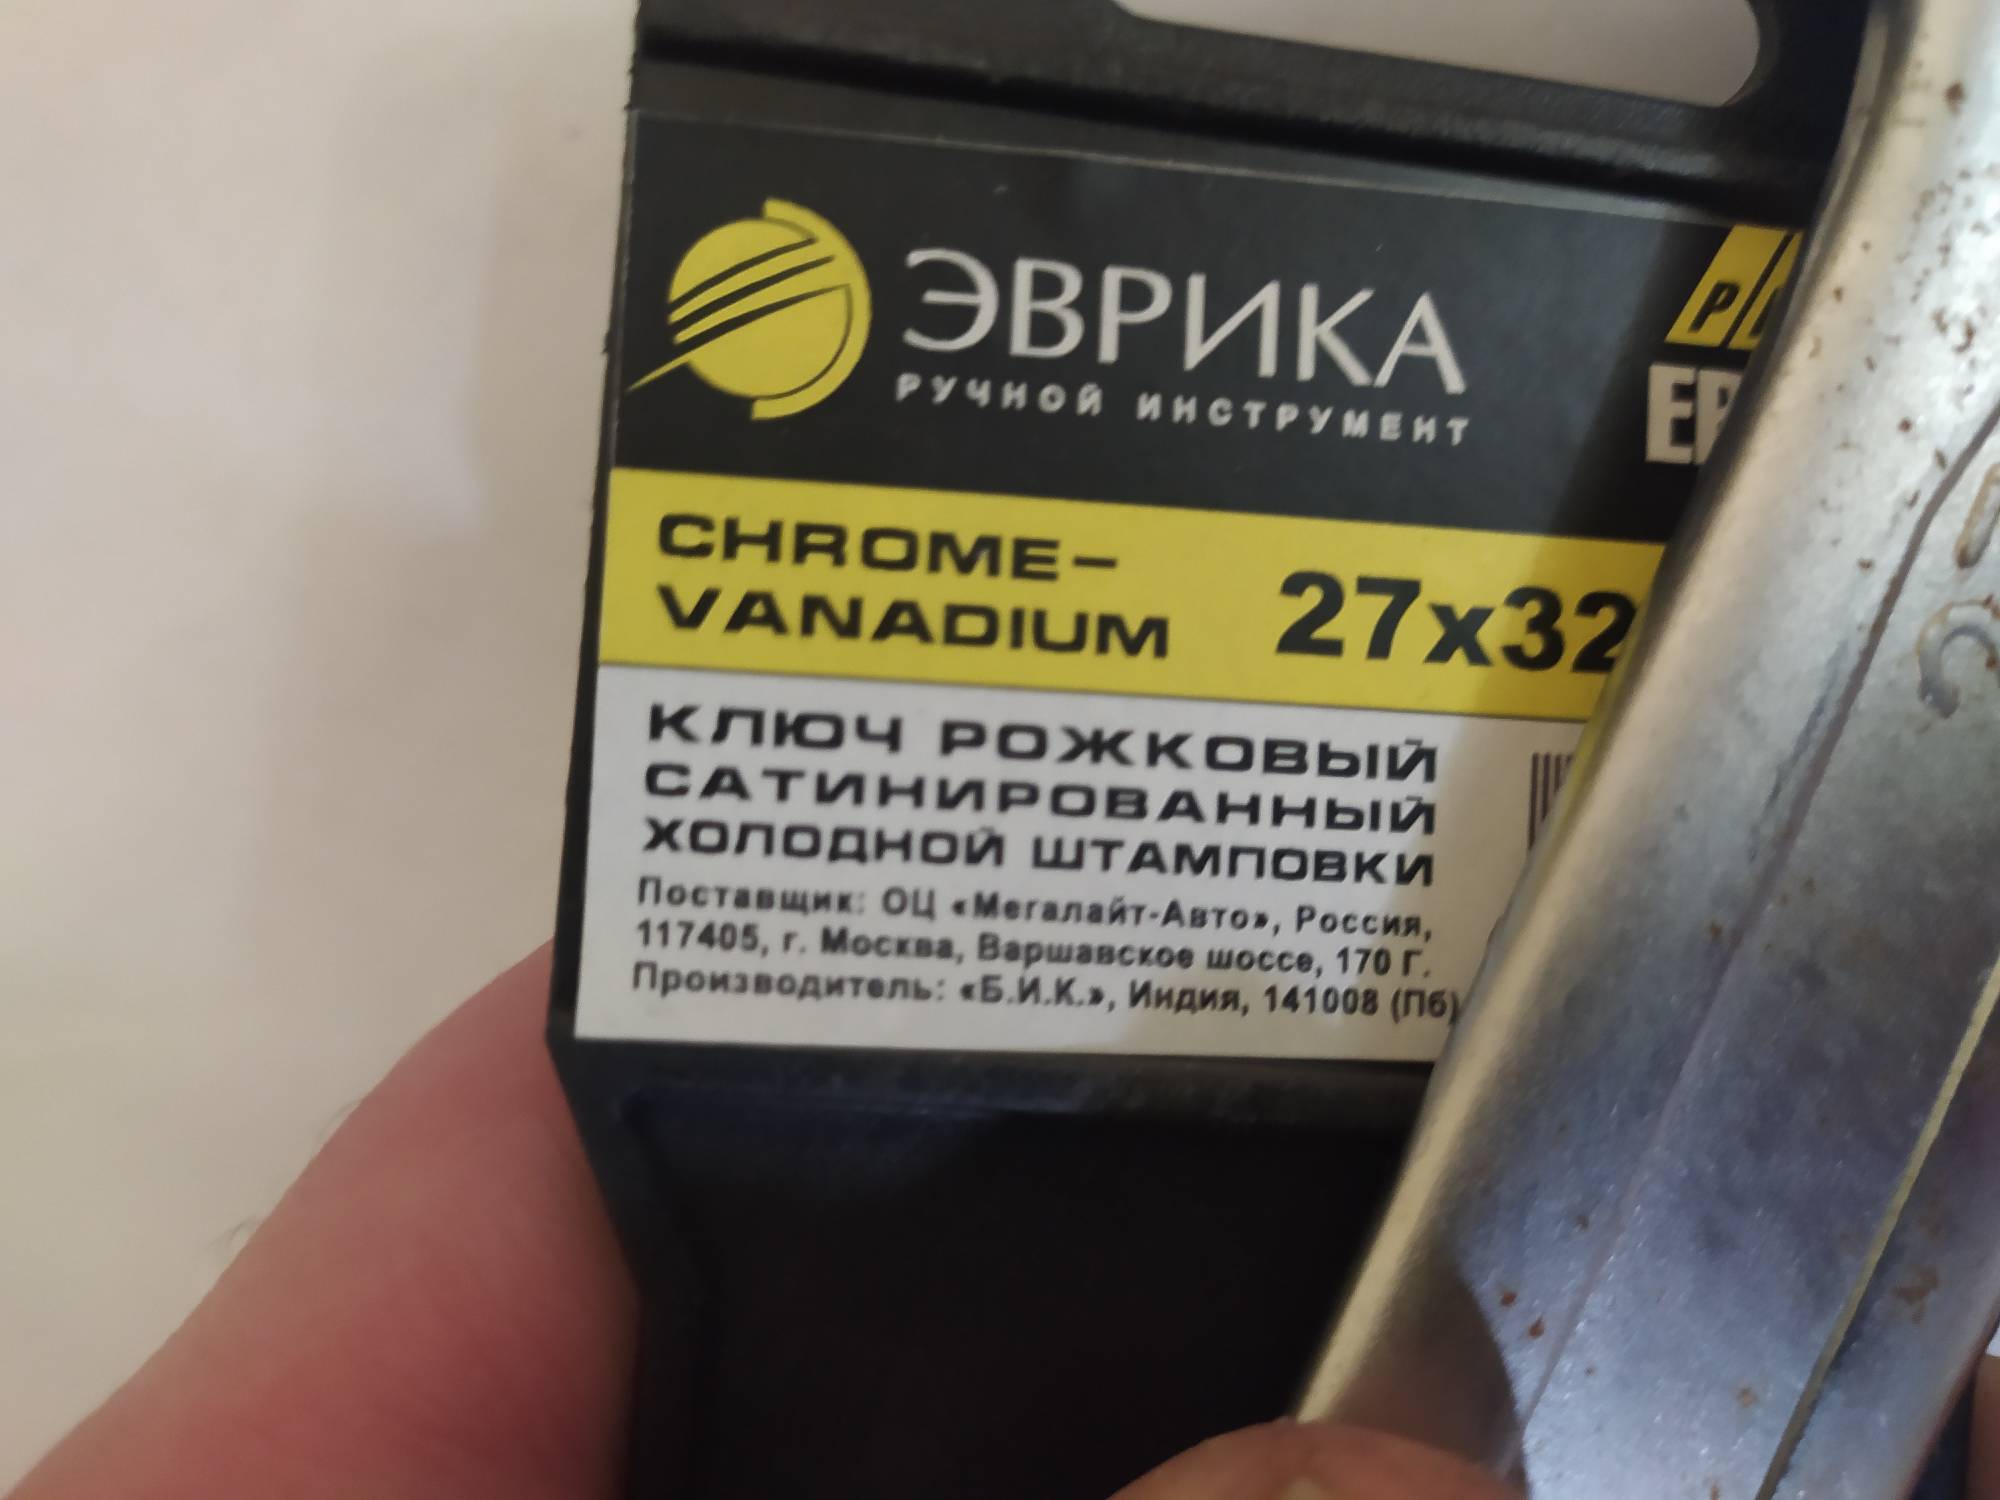 ЭВРИКА
РУЧНОЙ ИНСТРУМЕНТ
CHROME-
VANADIUM
27x32
КЛЮЧ РОЖКОВЫЙ
САТИНИРОВАННЫЙ
ХОЛОДНОЙ ШТАМПОВКИ
Поставщик: ОЦ «Мегалайт-Авто», Россия,
117405, г. Москва, Варшавское шоссе, 170 Г.
Производитель: «Б.И.К.», Индия, 141008 (Пб)